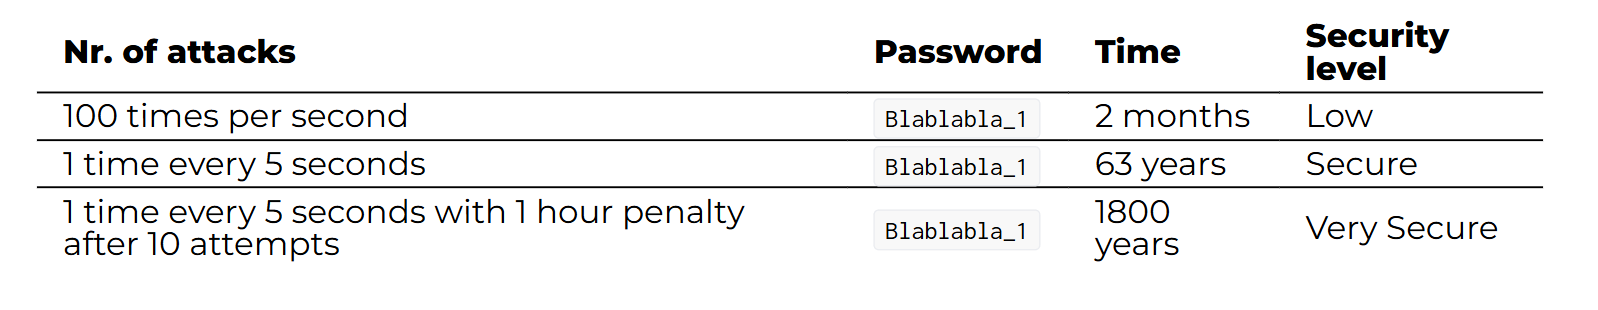 Nr. of attacks Password Time Security level
100 times per second Blablabla_1 2 months Low
1 time every 5 seconds Blablabla_1 63 years Secure
1 time every 5 seconds with 1 hour penalty
after 10 attempts Blablabla_1 1800
years Very Secure